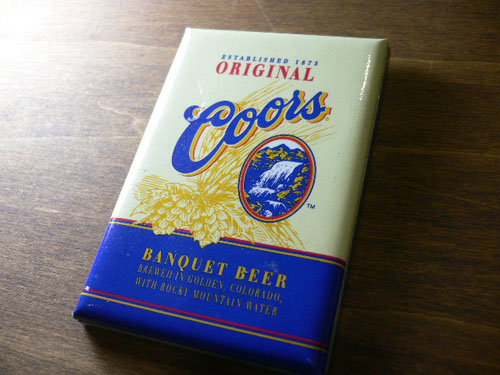 ESTABLISHED 1873
ORIGINAL
Coors
TM
BANQUET BEER
BREWED IN GOLDEN, COLORADO,
WITH ROCKY MOUNTAIN WATER